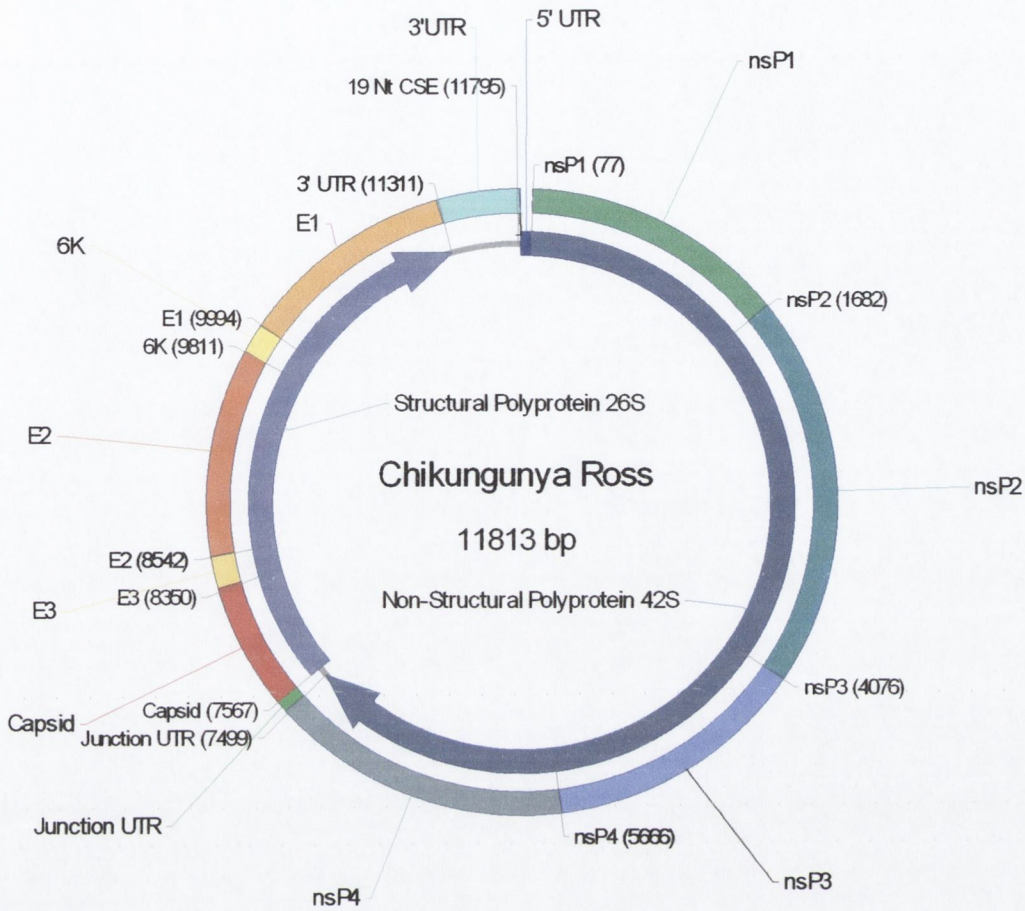 3'UTR
5' UTR
nsP1
19 Nt CSE (11795)
nsP1 (77)
3' UTR (11311)
E1
6K
nsP2 (1682)
E1 (9994)
6K (9811)
Structural Polyprotein 26S
E2
Chikungunya Ross
nsP2
11813 bp
E2 (8542)
E3 (8350)
Non-Structural Polyprotein 42S
E3
nsP3 (4076)
Capsid (7567)
Capsid
Junction UTR (7499)
Junction UTR
nsP4 (5666)
nsP3
nsP4